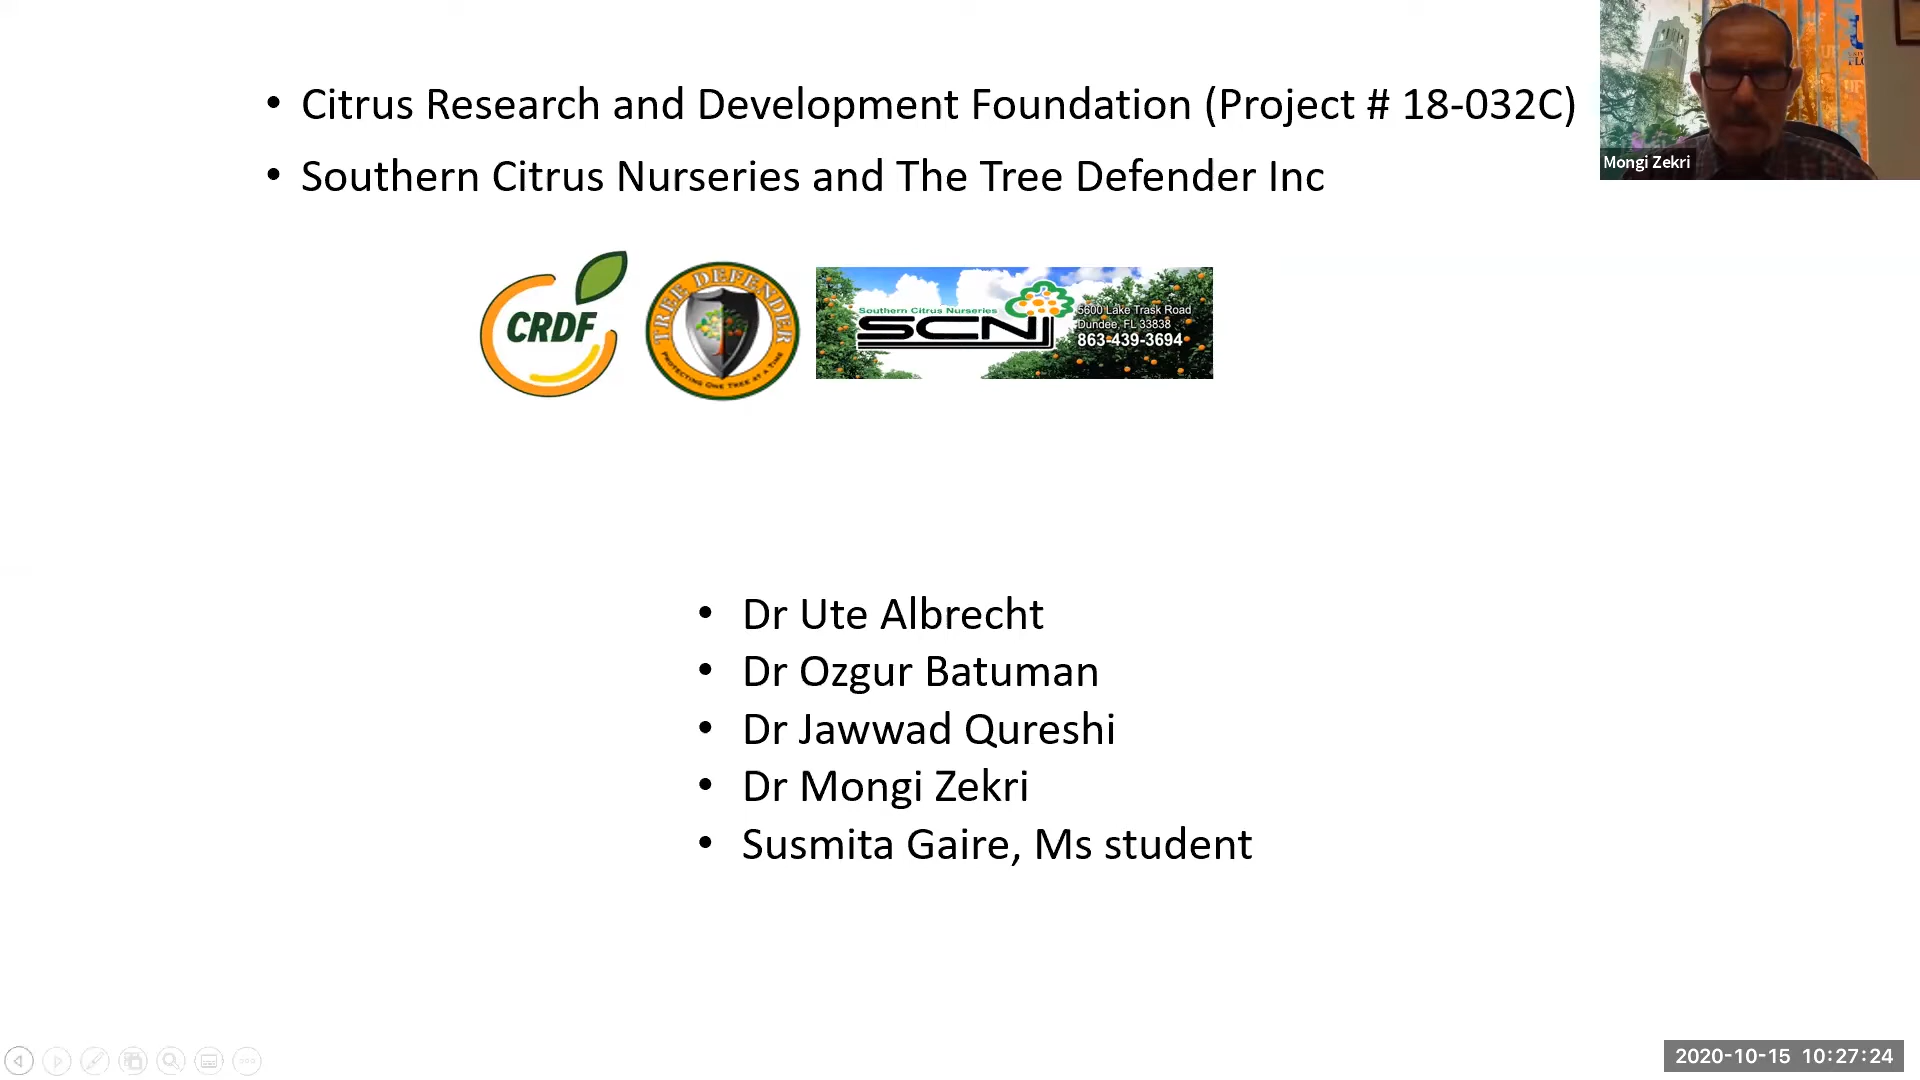 • Citrus Research and Development Foundation (Project # 18-032C)
• Southern Citrus Nurseries and The Tree Defender Inc
Mongi Zekri
CRDF
TREE DEFENDER
PROTECTING ONE TREE AT A TIME
Southern Citrus Nurseries
SCN
5600 Lake Trask Road
Dundee, FL 33838
863-439-3694
• Dr Ute Albrecht
• Dr Ozgur Batuman
• Dr Jawwad Qureshi
• Dr Mongi Zekri
• Susmita Gaire, Ms student
2020-10-15 10:27:24